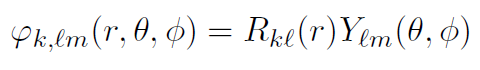 φ_{k,ℓm}(r, θ, ϕ) = R_{kℓ}(r)Y_{ℓm}(θ, ϕ)